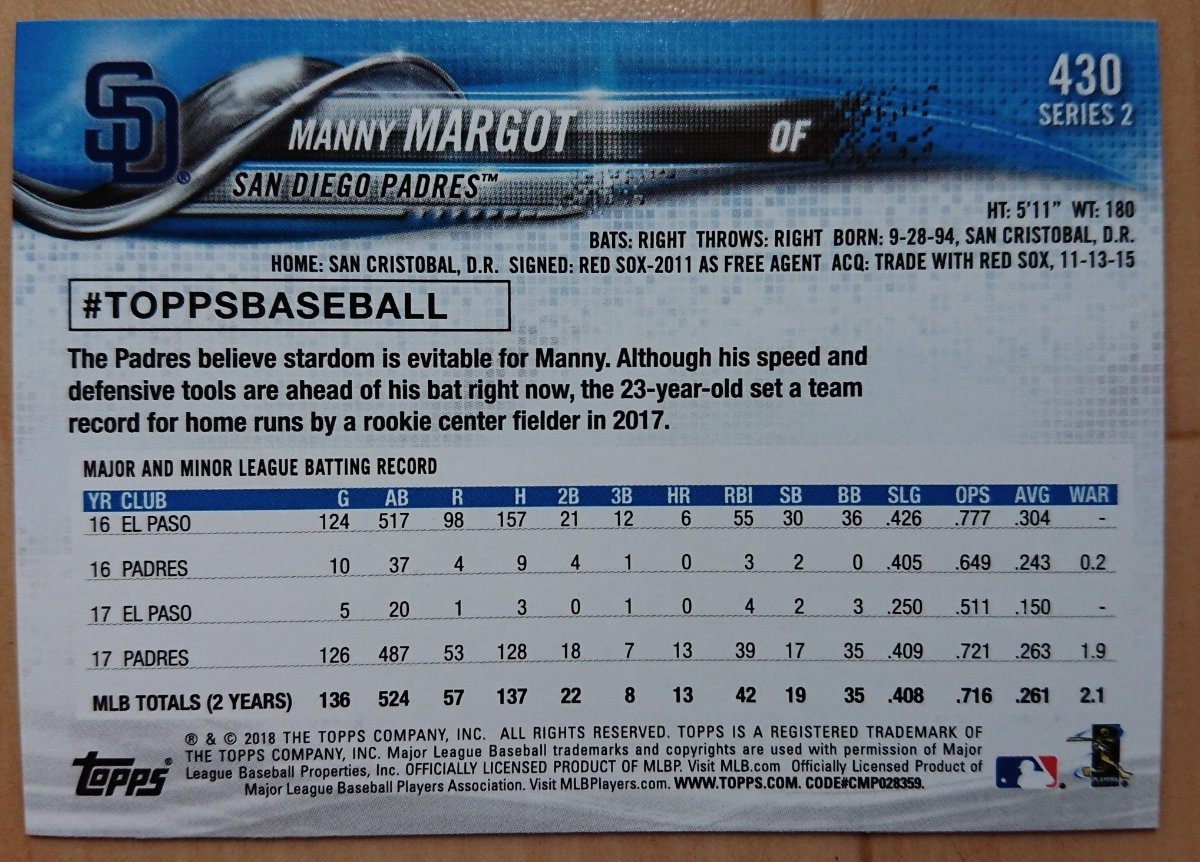 SD®
430
SERIES 2
MANNY MARGOT OF
SAN DIEGO PADRES™
HT: 5'11" WT: 180
BATS: RIGHT THROWS: RIGHT BORN: 9-28-94, SAN CRISTOBAL, D.R.
HOME: SAN CRISTOBAL, D.R. SIGNED: RED SOX-2011 AS FREE AGENT ACQ: TRADE WITH RED SOX, 11-13-15
#TOPPSBASEBALL
The Padres believe stardom is evitable for Manny. Although his speed and
defensive tools are ahead of his bat right now, the 23-year-old set a team
record for home runs by a rookie center fielder in 2017.
MAJOR AND MINOR LEAGUE BATTING RECORD
YR CLUB G AB R H 2B 3B HR RBI SB BB SLG OPS AVG WAR
16 EL PASO 124 517 98 157 21 12 6 55 30 36 .426 .777 .304 -
16 PADRES 10 37 4 9 4 1 0 3 2 0 .405 .649 .243 0.2
17 EL PASO 5 20 1 3 0 1 0 4 2 3 .250 .511 .150 -
17 PADRES 126 487 53 128 18 7 13 39 17 35 .409 .721 .263 1.9
MLB TOTALS (2 YEARS) 136 524 57 137 22 8 13 42 19 35 .408 .716 .261 2.1
® & © 2018 THE TOPPS COMPANY, INC. ALL RIGHTS RESERVED. TOPPS IS A REGISTERED TRADEMARK OF
THE TOPPS COMPANY, INC. Major League Baseball trademarks and copyrights are used with permission of Major
League Baseball Properties, Inc. OFFICIALLY LICENSED PRODUCT OF MLBP. Visit MLB.com Officially Licensed Product of
Major League Baseball Players Association. Visit MLBPlayers.com. WWW.TOPPS.COM. CODE#CMP028359.
topps®